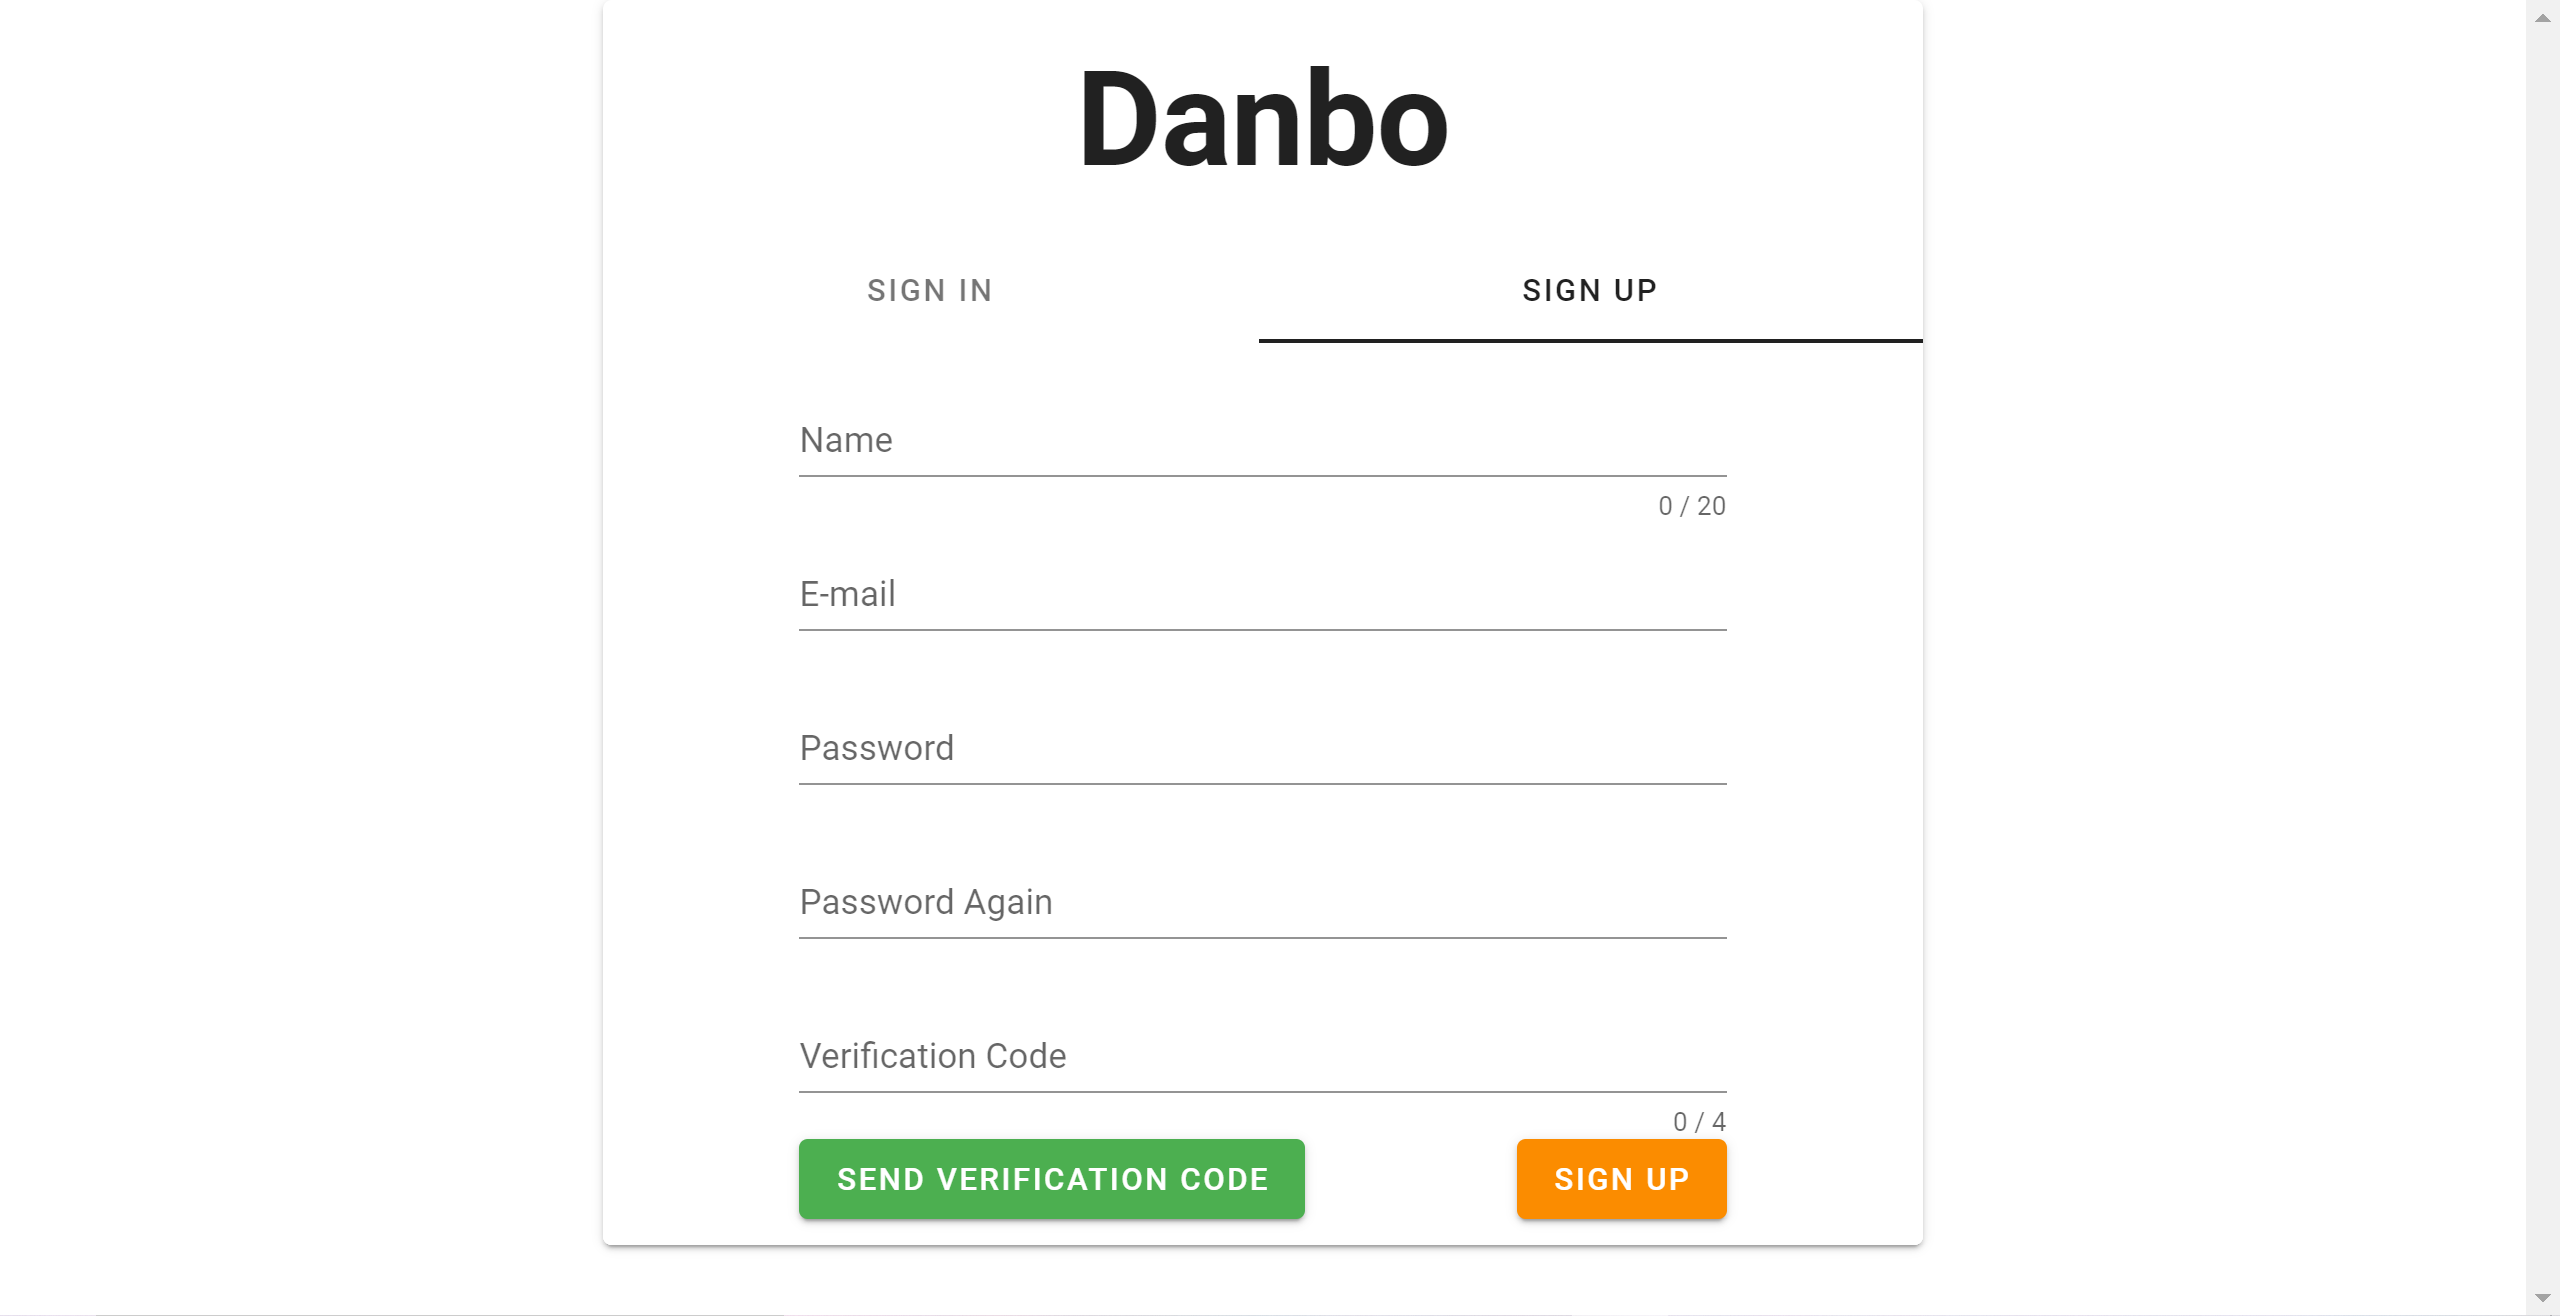 Danbo
SIGN IN SIGN UP
Name
0 / 20
E-mail
Password
Password Again
Verification Code
0 / 4
SEND VERIFICATION CODE SIGN UP